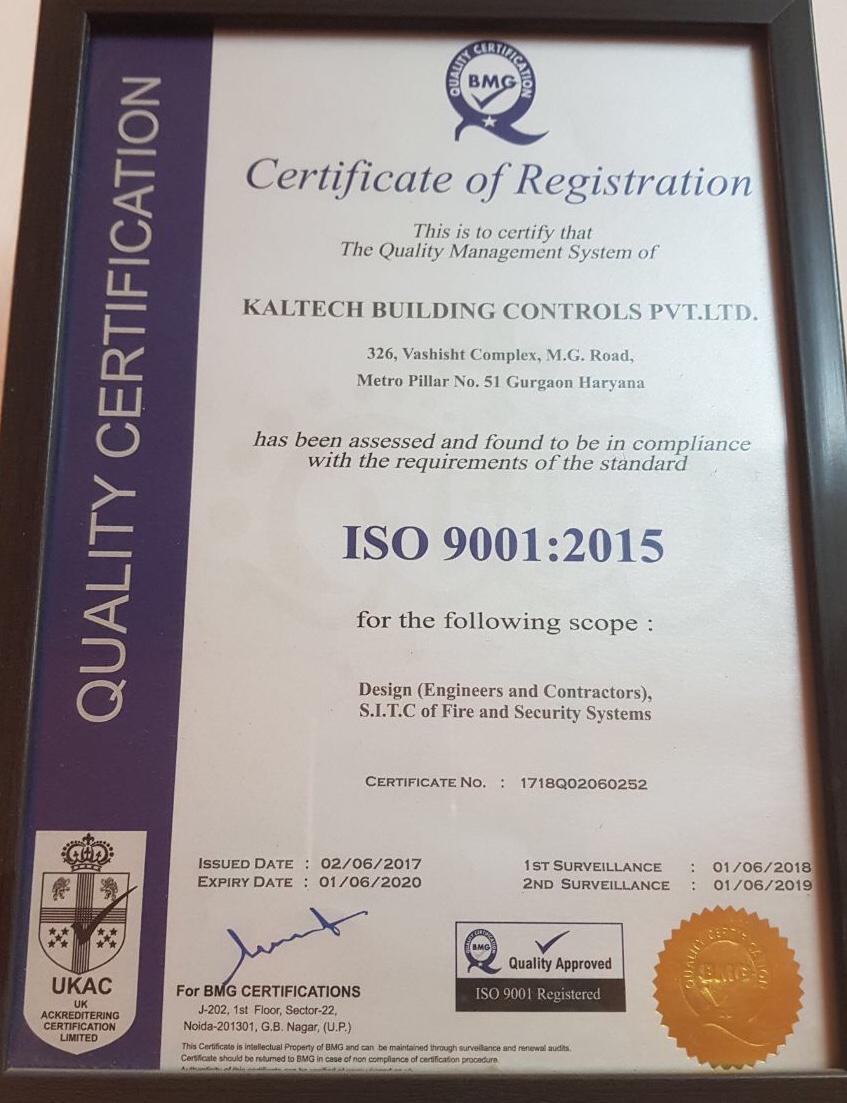 QUALITY CERTIFICATION
QUALITY CERTIFICATION
BMG
Certificate of Registration
This is to certify that
The Quality Management System of
KALTECH BUILDING CONTROLS PVT.LTD.
326, Vashisht Complex, M.G. Road,
Metro Pillar No. 51 Gurgaon Haryana
has been assessed and found to be in compliance
with the requirements of the standard
ISO 9001:2015
for the following scope :
Design (Engineers and Contractors),
S.I.T.C of Fire and Security Systems
CERTIFICATE NO. : 1718Q02060252
ISSUED DATE : 02/06/2017
EXPIRY DATE : 01/06/2020
1ST SURVEILLANCE : 01/06/2018
2ND SURVEILLANCE : 01/06/2019
UKAC
UK
ACCREDITERING
CERTIFICATION
LIMITED
For BMG CERTIFICATIONS
J-202, 1st Floor, Sector-22,
Noida-201301, G.B. Nagar, (U.P.)
BMG
Quality Approved
ISO 9001 Registered
QUALITY CERTIFICATION
BMG
This Certificate is Intellectual Property of BMG and can be maintained through surveillance and renewal audits.
Certificate should be returned to BMG in case of non compliance of certification procedure.